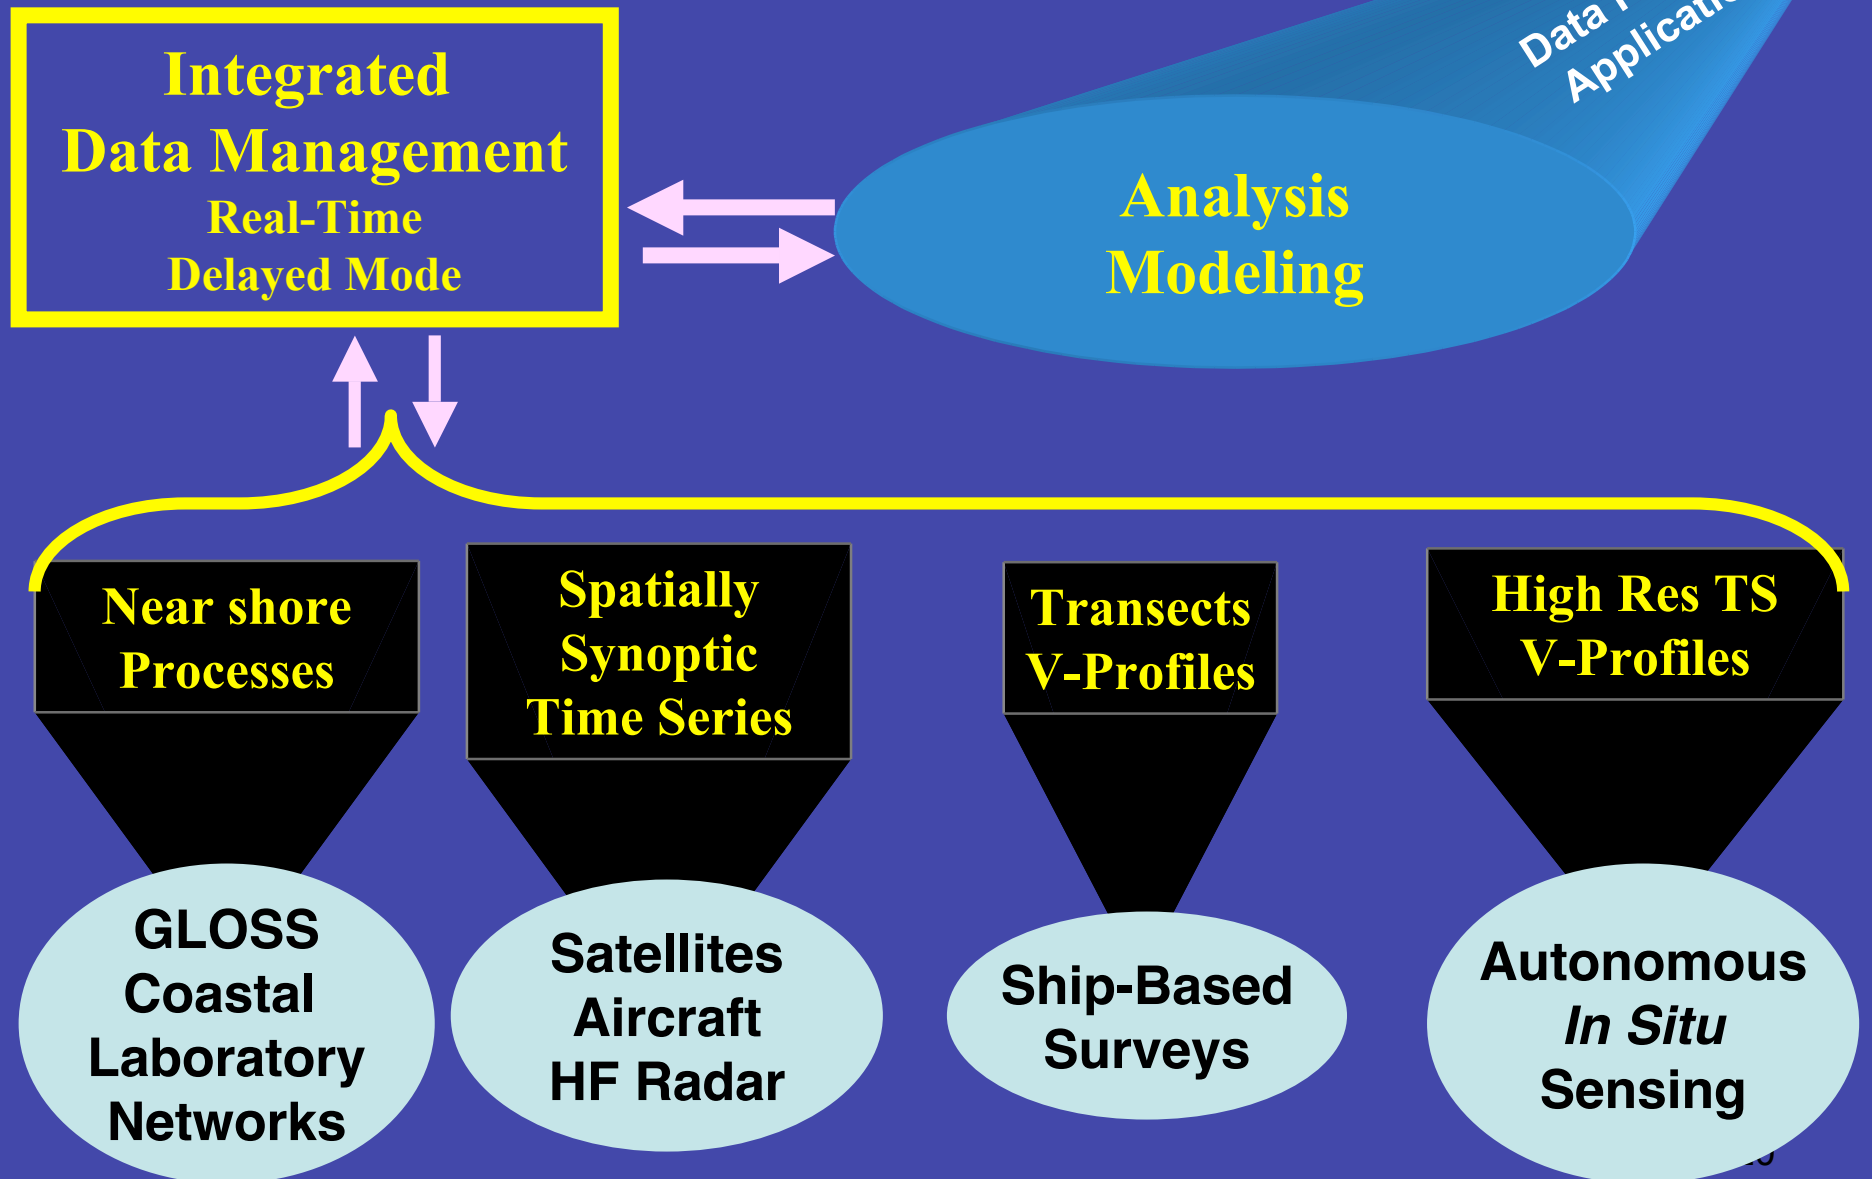 Integrated
Data Management
Real-Time
Delayed Mode
Data
Analysis
Modeling
Near shore
Processes
Spatially
Synoptic
Time Series
Transects
V-Profiles
High Res TS
V-Profiles
GLOSS
Coastal
Laboratory
Networks
Satellites
Aircraft
HF Radar
Ship-Based
Surveys
Autonomous
In Situ
Sensing